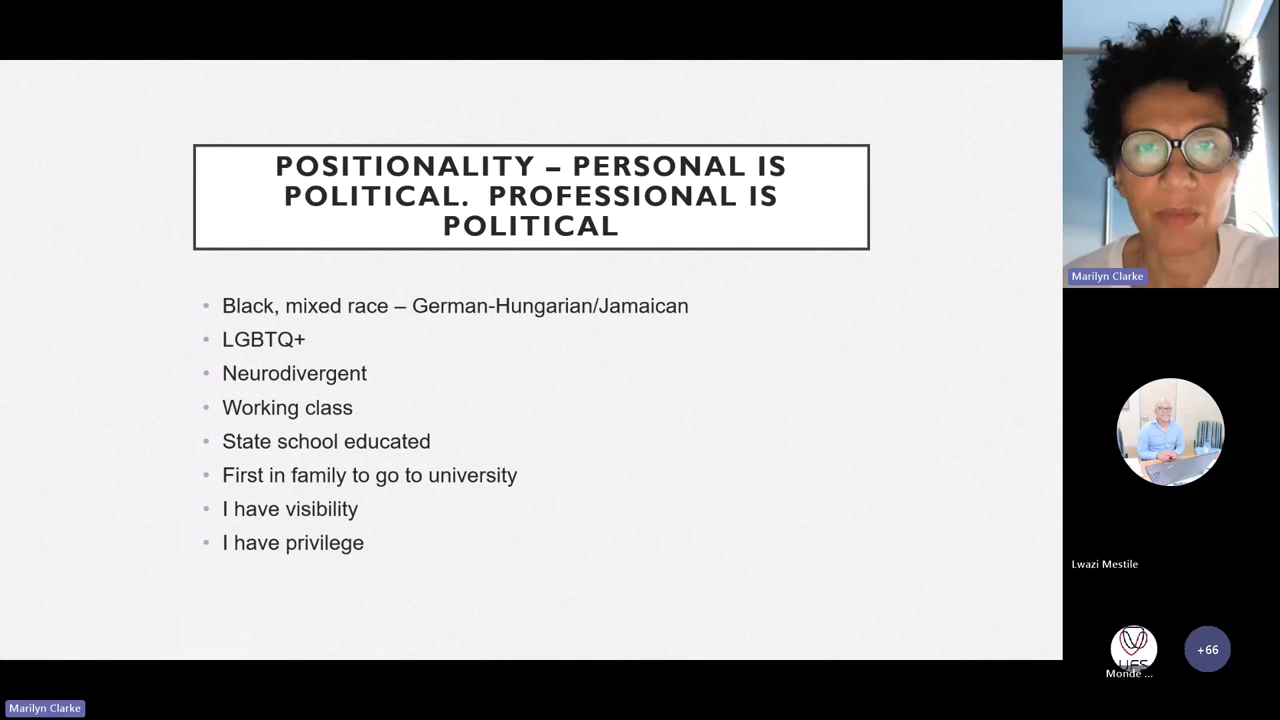 POSITIONALITY – PERSONAL IS
POLITICAL.  PROFESSIONAL IS
POLITICAL
• Black, mixed race – German-Hungarian/Jamaican
• LGBTQ+
• Neurodivergent
• Working class
• State school educated
• First in family to go to university
• I have visibility
• I have privilege
Marilyn Clarke
Lwazi Mestile
UFS
Monde ...
+66
Marilyn Clarke